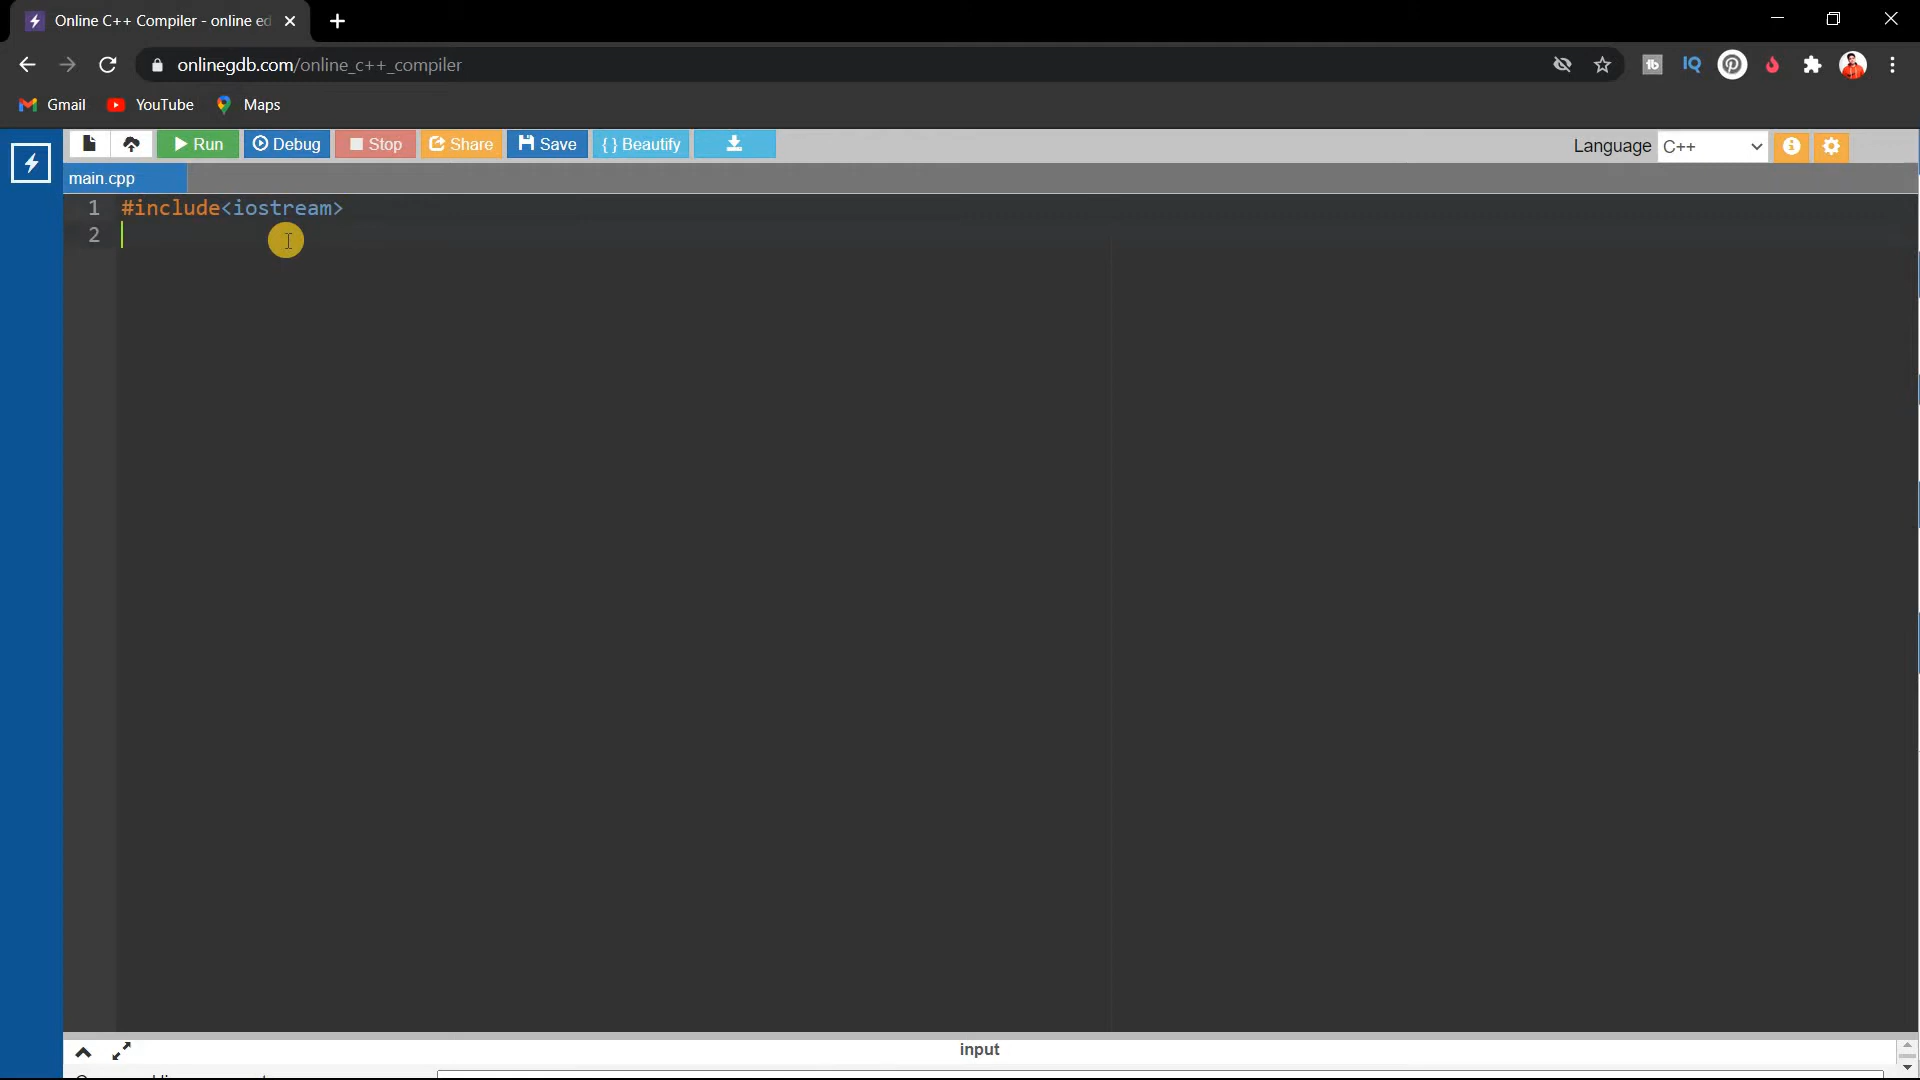 Online C++ Compiler - online ed
onlinegdb.com/online_c++_compiler
Gmail YouTube Maps
Run Debug Stop Share Save { } Beautify Language C++
main.cpp
1 #include<iostream>
2
input